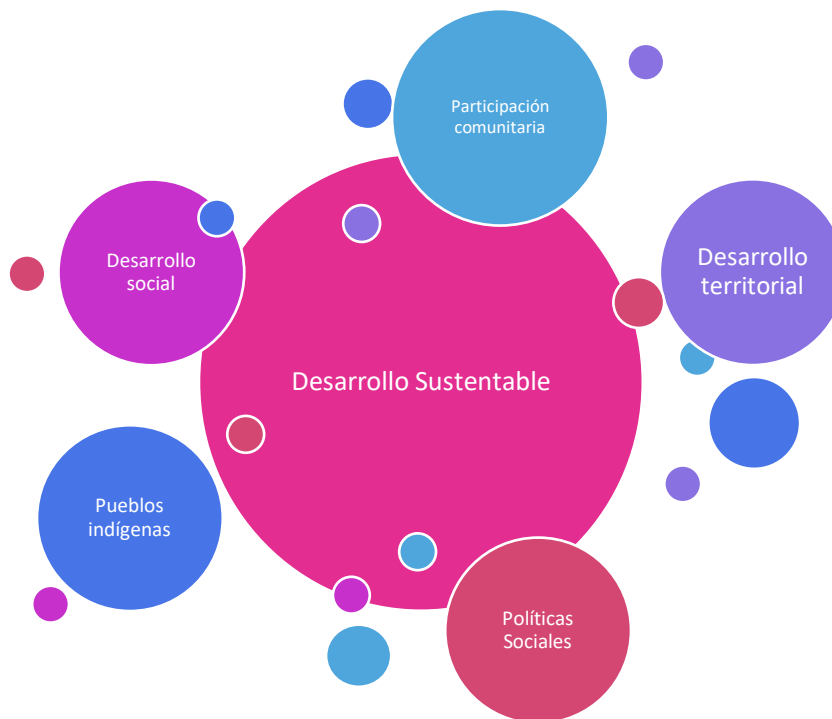 Participación
comunitaria
Desarrollo
social
Desarrollo
territorial
Desarrollo Sustentable
Pueblos
indígenas
Políticas
Sociales